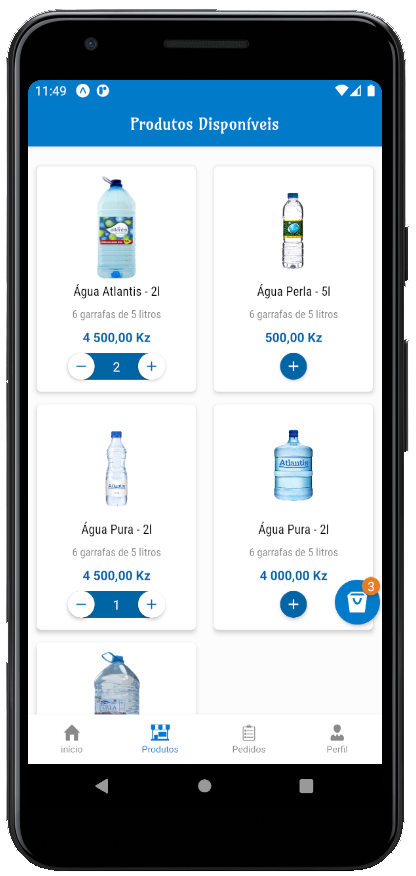 11:49
Produtos Disponíveis
Água Atlantis - 2l
6 garrafas de 5 litros
4 500,00 Kz
− 2 +
Água Perla - 5l
6 garrafas de 5 litros
500,00 Kz
+
Água Pura - 2l
6 garrafas de 5 litros
4 500,00 Kz
− 1 +
Atlantis
Água Pura - 2l
6 garrafas de 5 litros
4 000,00 Kz
+
3
início
Produtos
Pedidos
Perfil